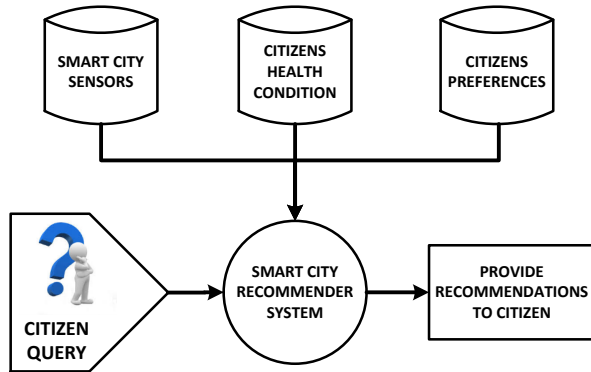 SMART CITY
SENSORS
CITIZENS
HEALTH
CONDITION
CITIZENS
PREFERENCES
CITIZEN
QUERY
SMART CITY
RECOMMENDER
SYSTEM
PROVIDE
RECOMMENDATIONS
TO CITIZEN